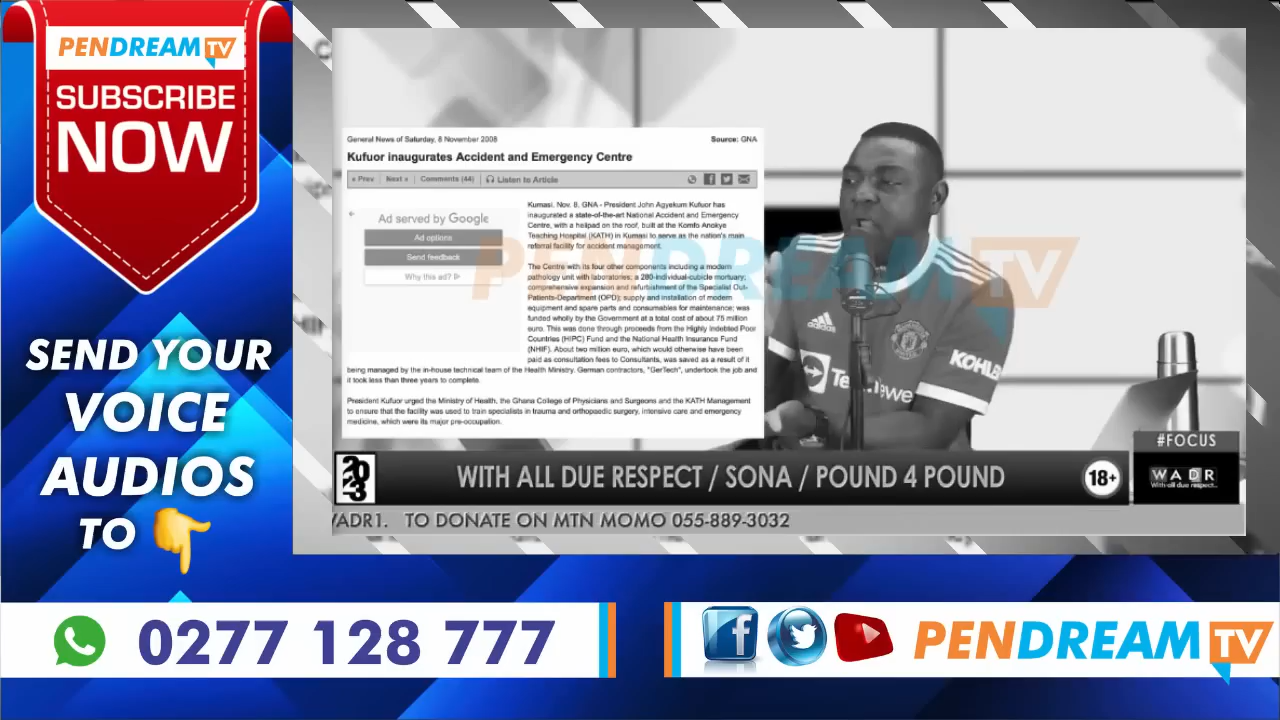 PENDREAM TV
SUBSCRIBE
NOW
SEND YOUR
VOICE
AUDIOS
TO
General News of Saturday, 8 November 2008
Source: GNA
Kufuor inaugurates Accident and Emergency Centre
« Prev
Next »
Comments (44)
Listen to Article
Ad served by Google
Ad options
Send feedback
Why this ad?
Kumasi, Nov. 8, GNA - President John Agyekum Kufuor has
inaugurated a state-of-the-art National Accident and Emergency
Centre, with a helipad on the roof, built at the Komfo Anokye
Teaching Hospital (KATH) in Kumasi to serve as the nation's main
referral facility for accident management.
The Centre with its four other components including a modern
pathology unit with laboratories; a 280-individual-cubicle mortuary;
comprehensive expansion and refurbishment of the Specialist Out-
Patients-Department (OPD); supply and installation of modern
equipment and spare parts and consumables for maintenance; was
funded wholly by the Government at a total cost of about 75 million
euro. This was done through proceeds from the Highly Indebted Poor
Countries (HIPC) Fund and the National Health Insurance Fund
(NHIF). About two million euro, which would otherwise have been
paid as consultation fees to Consultants, was saved as a result of it
being managed by the in-house technical team of the Health Ministry. German contractors, "GerTech", undertook the job and
it took less than three years to complete.
President Kufuor urged the Ministry of Health, the Ghana College of Physicians and Surgeons and the KATH Management
to ensure that the facility was used to train specialists in trauma and orthopaedic surgery, intensive care and emergency
medicine, which were its major pre-occupation.
PENDREAM TV
adidas
KOHLER
#FOCUS
WITH ALL DUE RESPECT / SONA / POUND 4 POUND
18+
WADR
With all due respect..
WADR1. TO DONATE ON MTN MOMO 055-889-3032
0277 128 777
PENDREAM TV